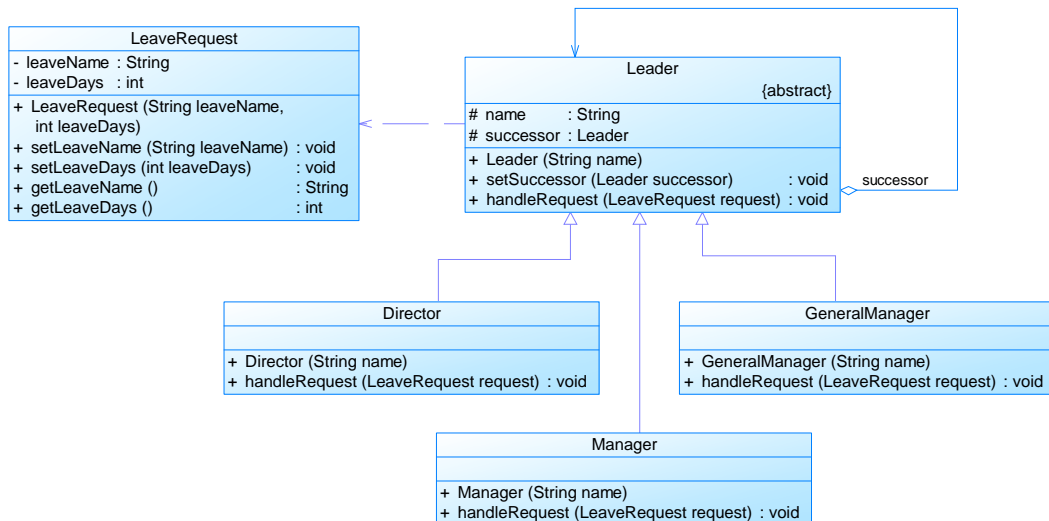 LeaveRequest
- leaveName : String
- leaveDays : int
+ LeaveRequest (String leaveName,
int leaveDays)
+ setLeaveName (String leaveName) : void
+ setLeaveDays (int leaveDays) : void
+ getLeaveName () : String
+ getLeaveDays () : int
Leader
{abstract}
# name : String
# successor : Leader
+ Leader (String name)
+ setSuccessor (Leader successor) : void
+ handleRequest (LeaveRequest request) : void
successor
Director
+ Director (String name)
+ handleRequest (LeaveRequest request) : void
GeneralManager
+ GeneralManager (String name)
+ handleRequest (LeaveRequest request) : void
Manager
+ Manager (String name)
+ handleRequest (LeaveRequest request) : void